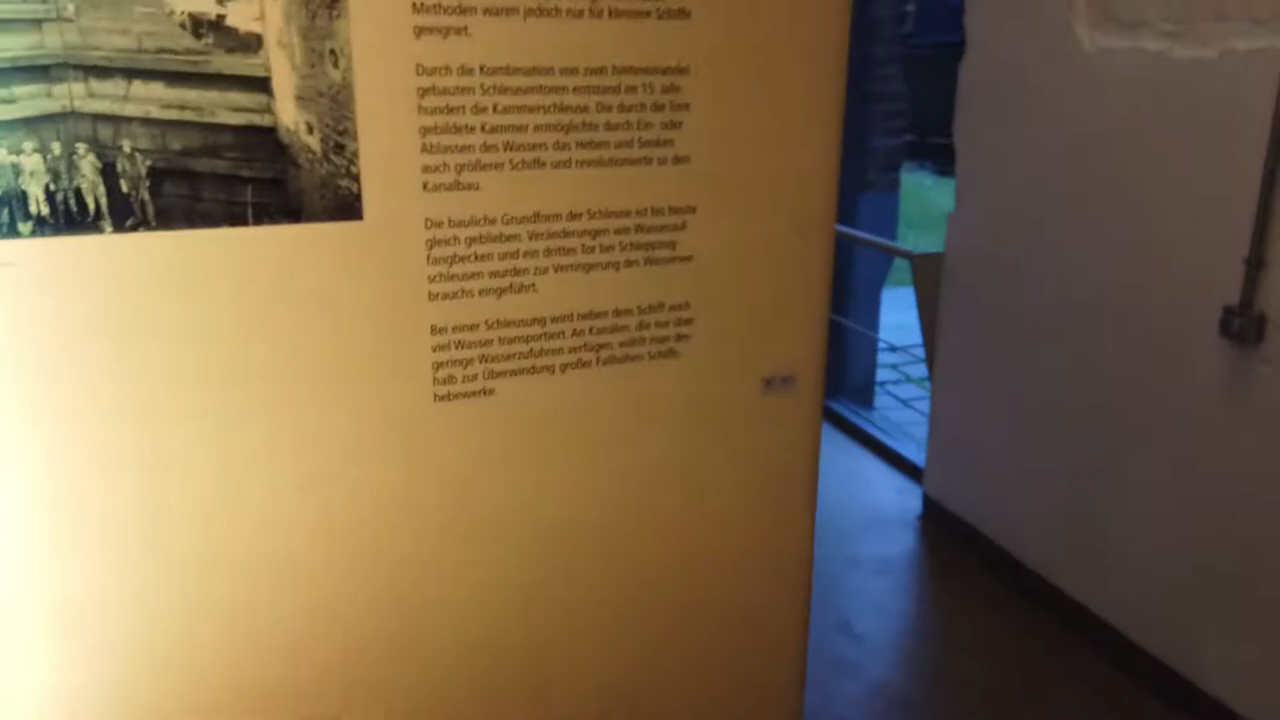 Methoden waren jedoch nur für kleinere Schiffe
geeignet.
Durch die Kombination von zwei hintereinander
gebauten Schleusentoren entstand im 15. Jahr-
hundert die Kammerschleuse. Die durch die Tore
gebildete Kammer ermöglichte durch Ein- oder
Ablassen des Wassers das Heben und Senken
auch größerer Schiffe und revolutionierte so den
Kanalbau.
Die bauliche Grundform der Schleuse ist bis heute
gleich geblieben. Veränderungen wie Wasserauf-
fangbecken und ein drittes Tor bei Schleppzug-
schleusen wurden zur Verringerung des Wasserver-
brauchs eingeführt.
Bei einer Schleusung wird neben dem Schiff auch
viel Wasser transportiert. An Kanälen, die nur über
geringe Wasserzufuhren verfügen, wählt man des-
halb zur Überwindung großer Fallhöhen Schiffs-
hebewerke.